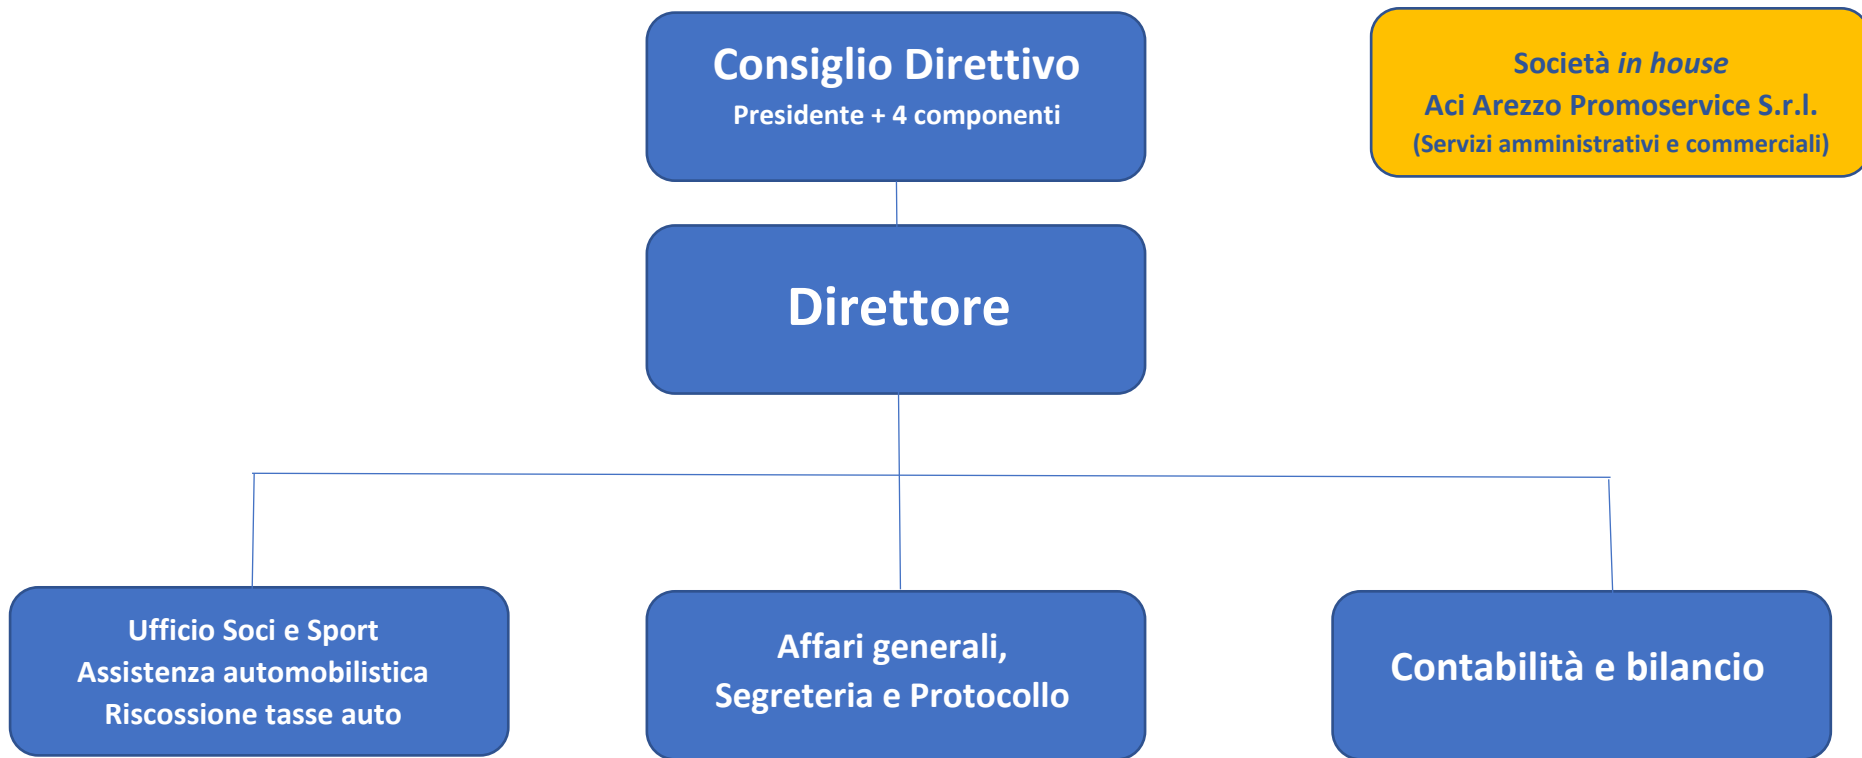 Consiglio Direttivo
Presidente + 4 componenti
Società in house
Aci Arezzo Promoservice S.r.l.
(Servizi amministrativi e commerciali)
Direttore
Ufficio Soci e Sport
Assistenza automobilistica
Riscossione tasse auto
Affari generali,
Segreteria e Protocollo
Contabilità e bilancio